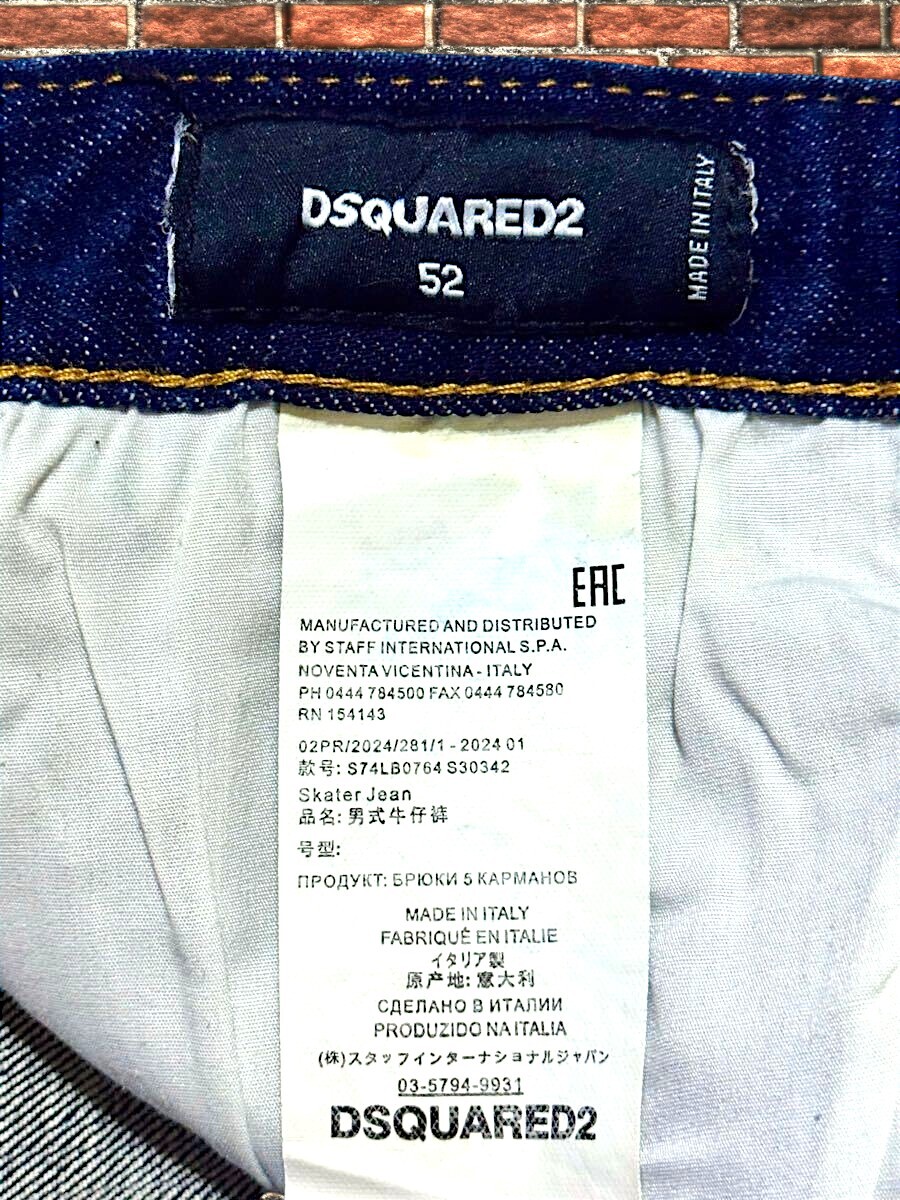 DSQUARED2
52
MADE IN ITALY
EAC
MANUFACTURED AND DISTRIBUTED
BY STAFF INTERNATIONAL S.P.A.
NOVENTA VICENTINA - ITALY
PH 0444 784500 FAX 0444 784580
RN 154143
02PR/2024/281/1 - 2024 01
款号: S74LB0764 S30342
Skater Jean
品名: 男式牛仔裤
号型:
ПРОДУКТ: БРЮКИ 5 КАРМАНОВ
MADE IN ITALY
FABRIQUÉ EN ITALIE
イタリア製
原产地: 意大利
СДЕЛАНО В ИТАЛИИ
PRODUZIDO NA ITALIA
(株)スタッフインターナショナルジャパン
03-5794-9931
DSQUARED2